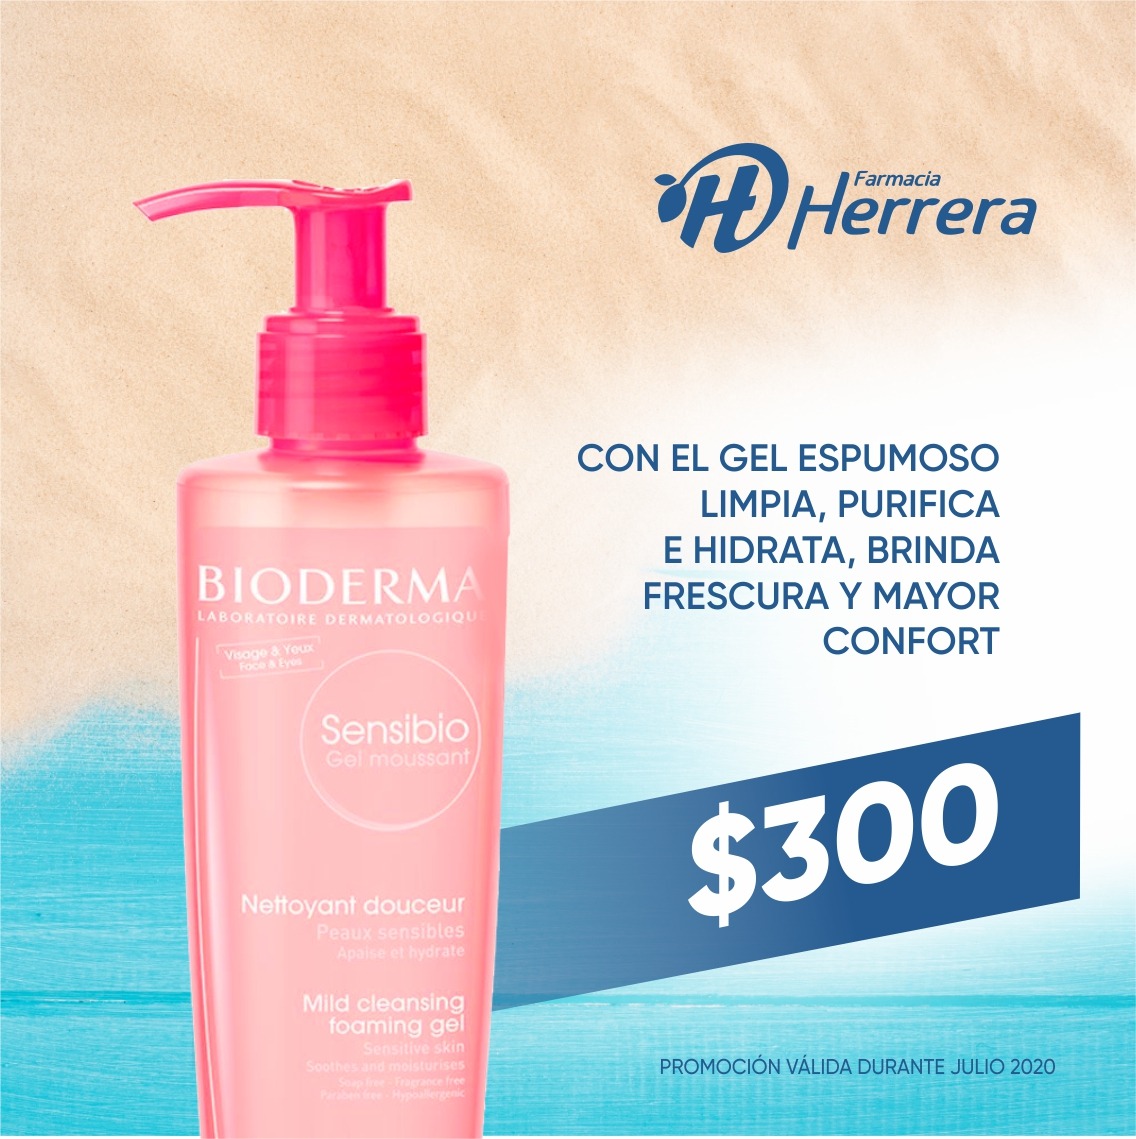 Farmacia
Herrera
CON EL GEL ESPUMOSO
LIMPIA, PURIFICA
E HIDRATA, BRINDA
FRESCURA Y MAYOR
CONFORT
$300
BIODERMA
LABORATOIRE DERMATOLOGIQU
Visage & Yeux
Face & Eyes
Sensibio
Gel moussant
Nettoyant douceur
Peaux sensibles
Apaise et hydrate
Mild cleansing
foaming gel
Sensitive skin
Soothes and moisturises
Soap free - Fragrance free
Paraben free - Hypoallergenic
PROMOCIÓN VÁLIDA DURANTE JULIO 2020